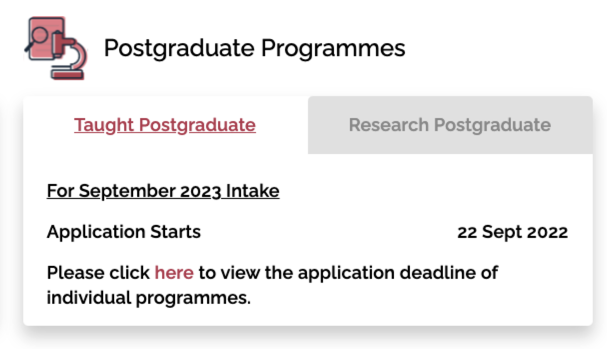 Postgraduate Programmes
Taught Postgraduate
Research Postgraduate
For September 2023 Intake
Application Starts 22 Sept 2022
Please click here to view the application deadline of
individual programmes.